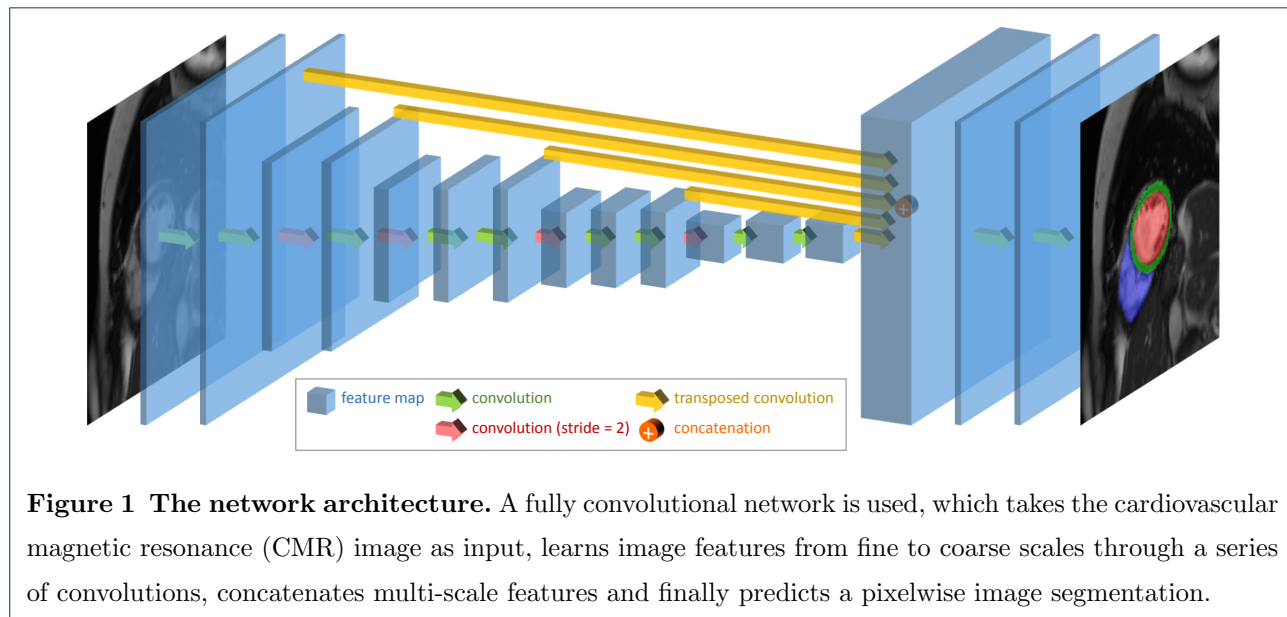 feature map convolution transposed convolution
convolution (stride = 2) + concatenation
Figure 1 The network architecture. A fully convolutional network is used, which takes the cardiovascular
magnetic resonance (CMR) image as input, learns image features from fine to coarse scales through a series
of convolutions, concatenates multi-scale features and finally predicts a pixelwise image segmentation.